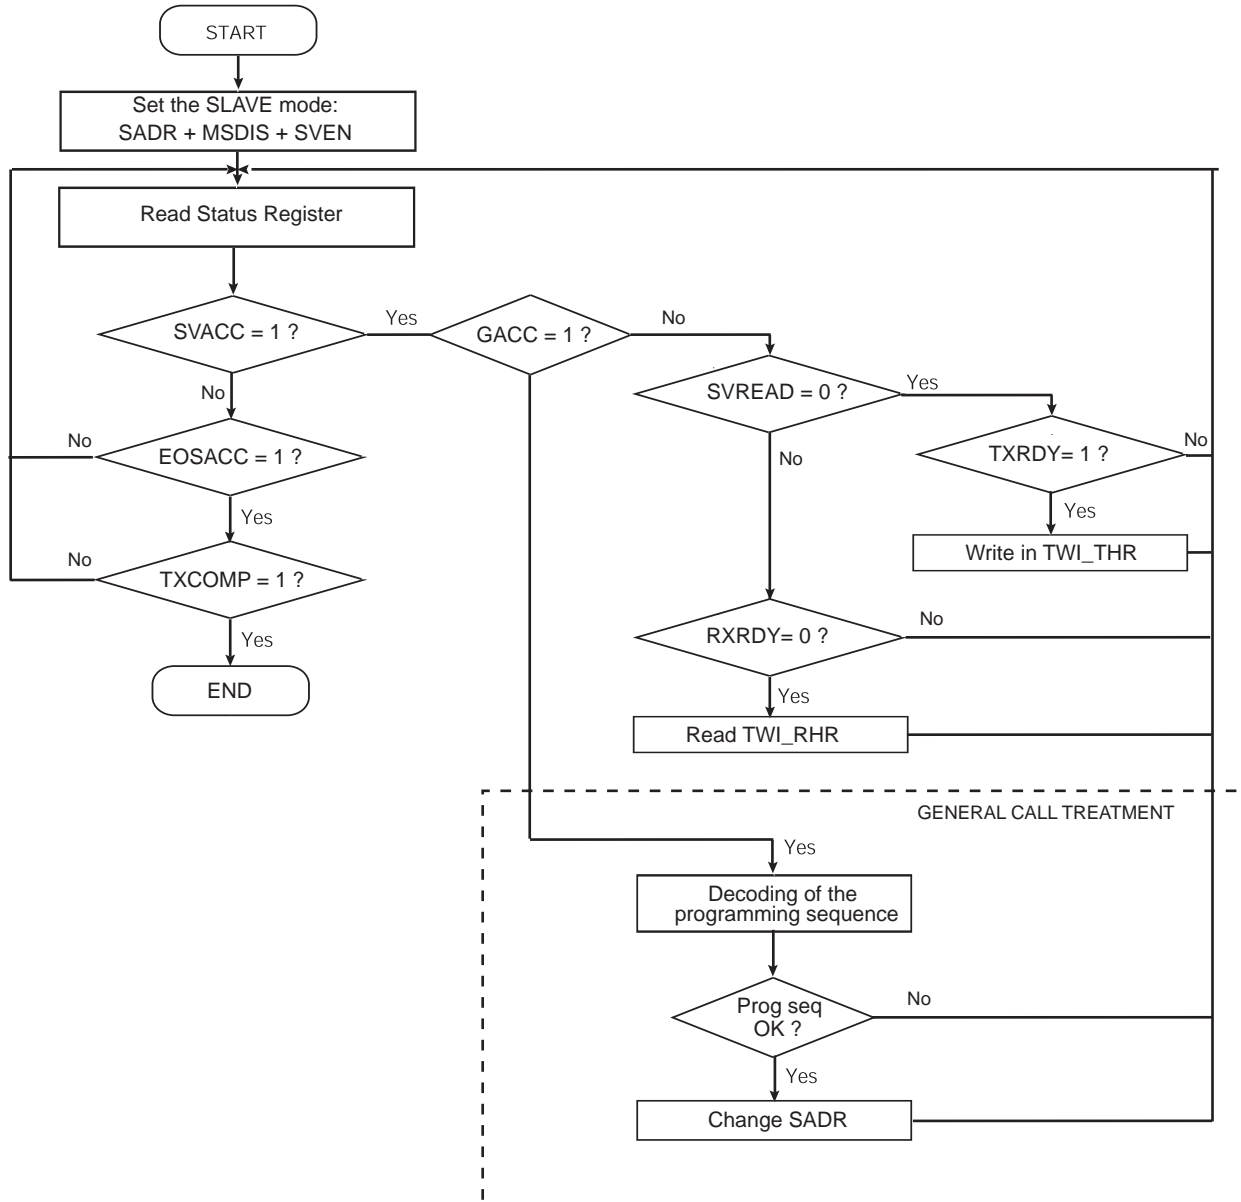 START
Set the SLAVE mode:
SADR + MSDIS + SVEN
Read Status Register
SVACC = 1 ?
Yes
GACC = 1 ?
No
SVREAD = 0 ?
Yes
No
EOSACC = 1 ?
No
No
TXRDY= 1 ?
No
Yes
Yes
Write in TWI_THR
TXCOMP = 1 ?
No
Yes
RXRDY= 0 ?
No
END
Yes
Read TWI_RHR
GENERAL CALL TREATMENT
Yes
Decoding of the
programming sequence
Prog seq
OK ?
No
Yes
Change SADR